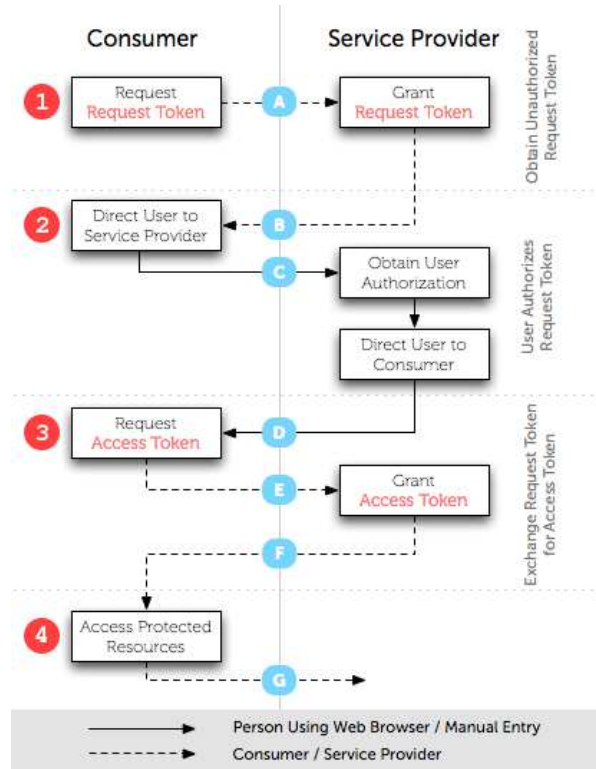 Consumer
Service Provider
1
Request
Request Token
A
Grant
Request Token
Obtain Unauthorized
Request Token
2
Direct User to
Service Provider
B
C
Obtain User
Authorization
Direct User to
Consumer
User Authorizes
Request Token
3
Request
Access Token
D
E
Grant
Access Token
F
Exchange Request Token
for Access Token
4
Access Protected
Resources
G
Person Using Web Browser / Manual Entry
Consumer / Service Provider